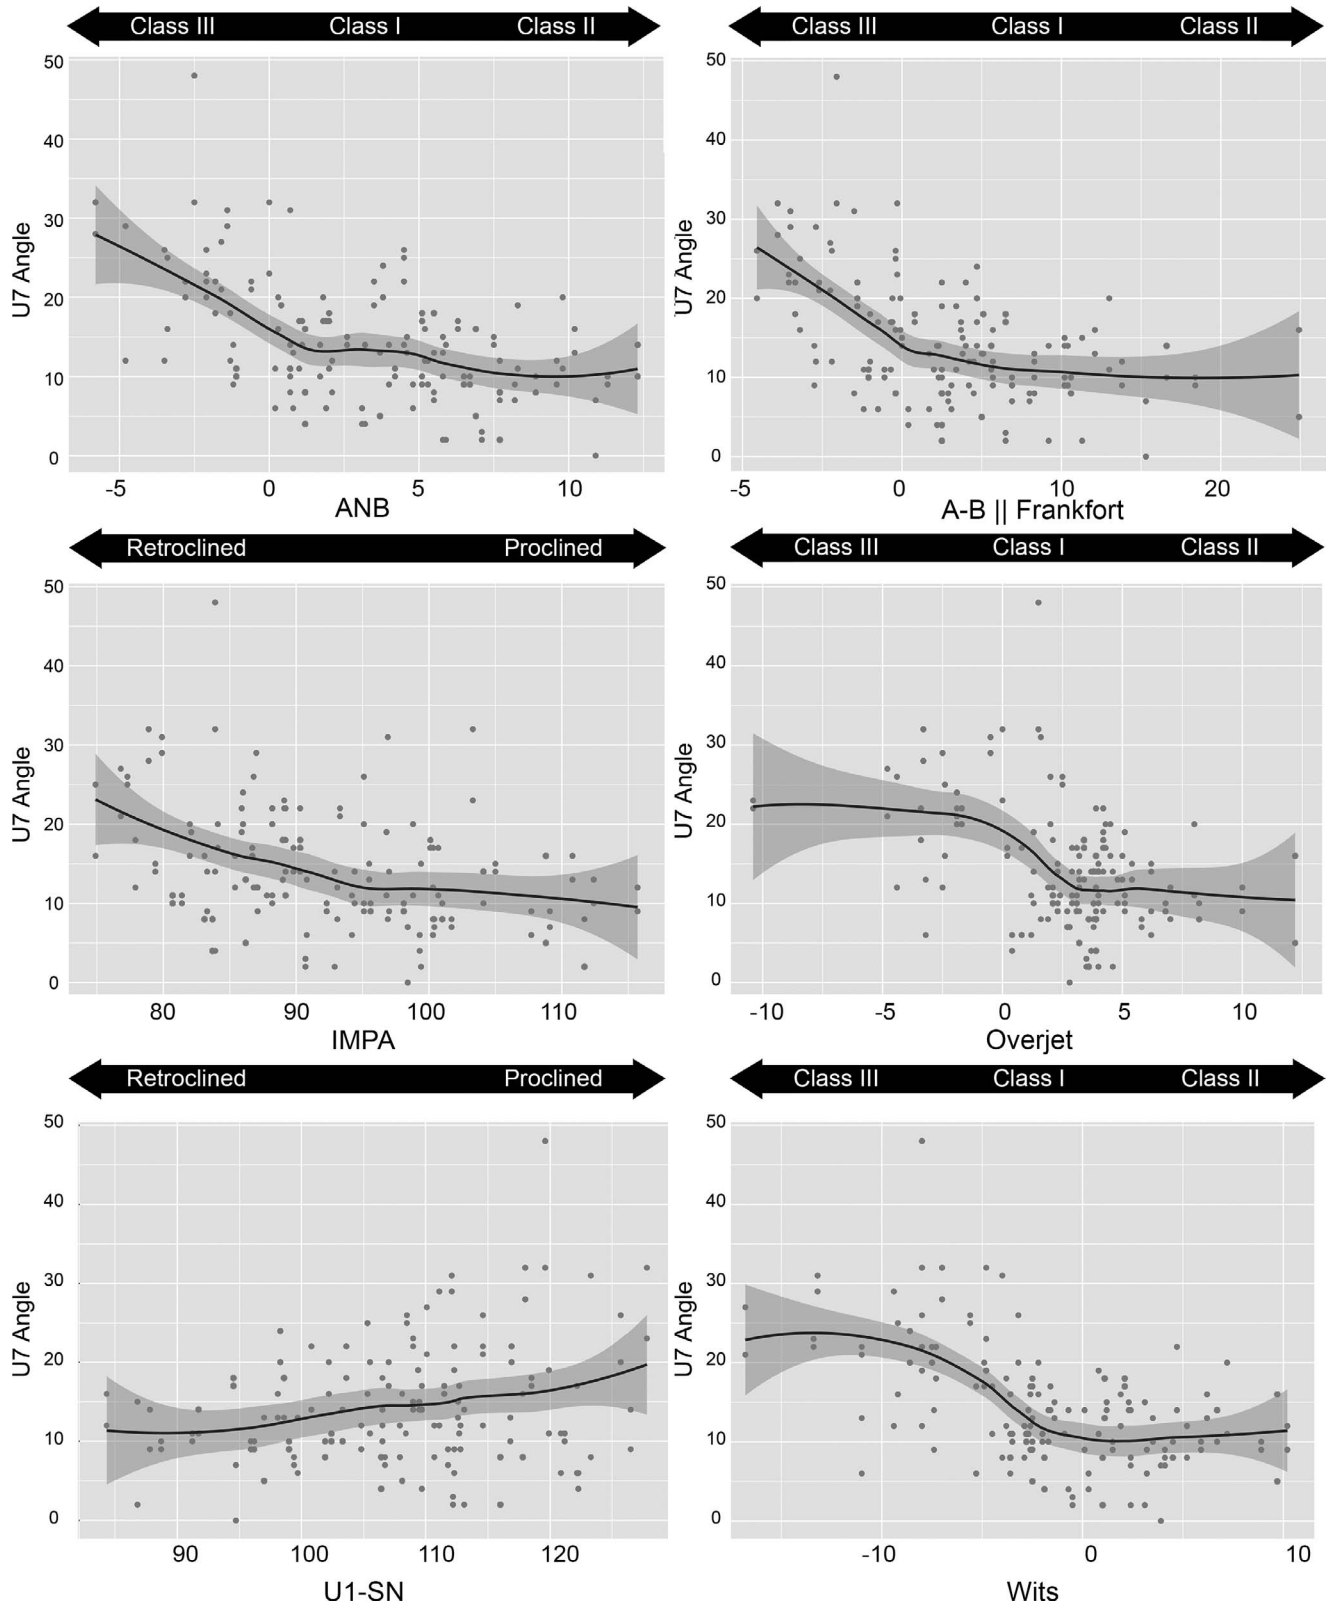 Class III Class I Class II
50
40
30
20
10
0
U7 Angle
-5 0 5 10
ANB
Class III Class I Class II
50
40
30
20
10
0
U7 Angle
-5 0 10 20
A-B || Frankfort
Retroclined Proclined
50
40
30
20
10
0
U7 Angle
80 90 100 110
IMPA
Class III Class I Class II
50
40
30
20
10
0
U7 Angle
-10 -5 0 5 10
Overjet
Retroclined Proclined
50
40
30
20
10
0
U7 Angle
90 100 110 120
U1-SN
Class III Class I Class II
50
40
30
20
10
0
U7 Angle
-10 0 10
Wits